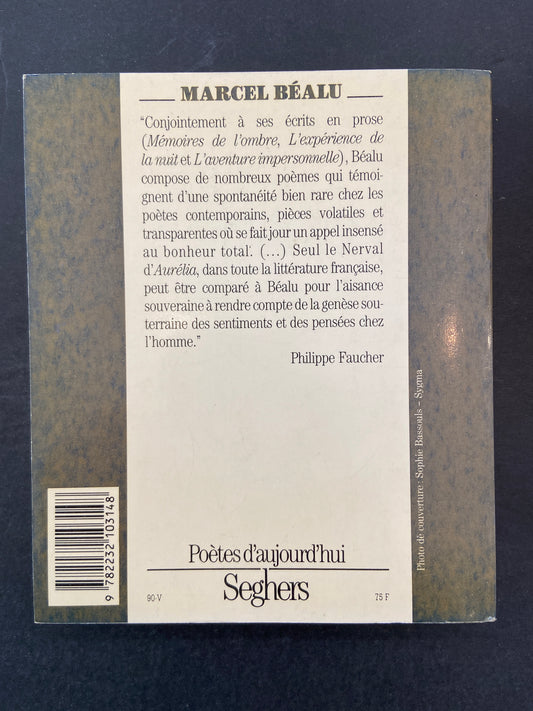 MARCEL BÉALU
“Conjointement à ses écrits en prose
(Mémoires de l'ombre, L'expérience de
la nuit et L'aventure impersonnelle), Béalu
compose de nombreux poèmes qui témoi-
gnent d'une spontanéité bien rare chez les
poètes contemporains, pièces volatiles et
transparentes où se fait jour un appel insensé
au bonheur total. (...) Seul le Nerval
d'Aurélia, dans toute la littérature française,
peut être comparé à Béalu pour l'aisance
souveraine à rendre compte de la genèse sou-
terraine des sentiments et des pensées chez
l'homme.”
Philippe Faucher
Photo de couverture : Sophie Bassouls – Sygma
9 782232 103148
Poètes d'aujourd'hui
Seghers
90-V
75 F